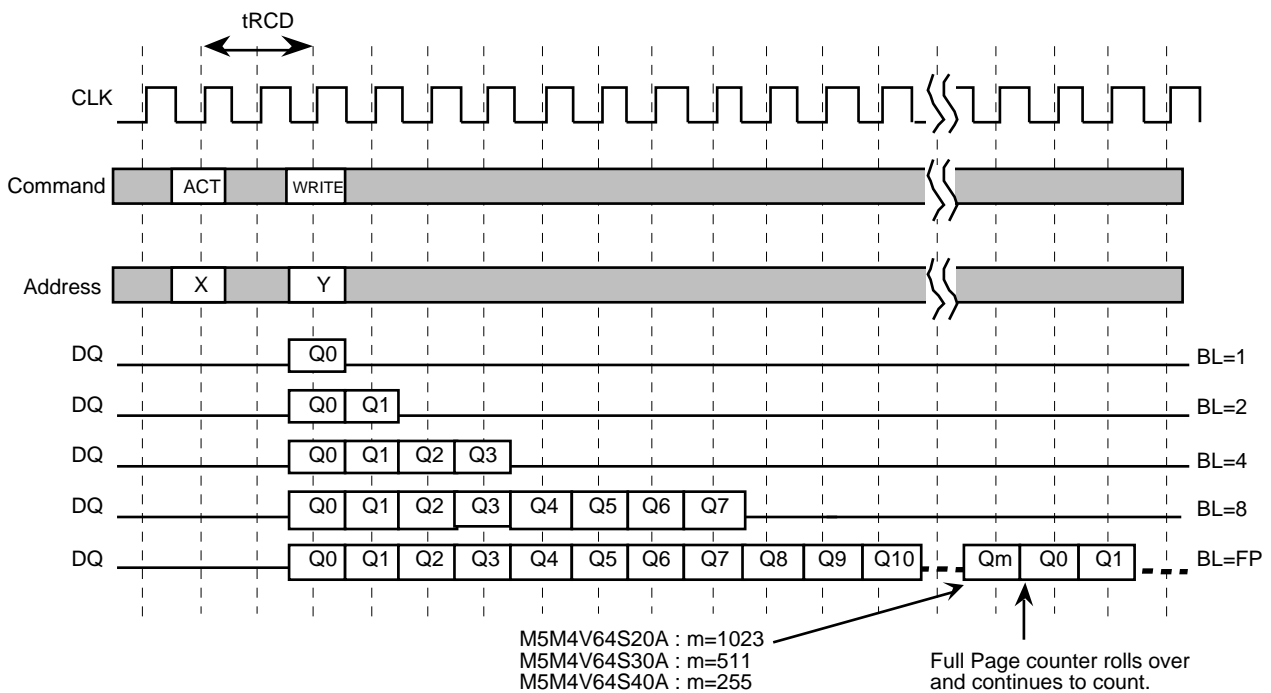 tRCD
CLK
Command ACT WRITE
Address X Y
DQ Q0 BL=1
DQ Q0 Q1 BL=2
DQ Q0 Q1 Q2 Q3 BL=4
DQ Q0 Q1 Q2 Q3 Q4 Q5 Q6 Q7 BL=8
DQ Q0 Q1 Q2 Q3 Q4 Q5 Q6 Q7 Q8 Q9 Q10 Qm Q0 Q1 BL=FP
M5M4V64S20A : m=1023
M5M4V64S30A : m=511
M5M4V64S40A : m=255
Full Page counter rolls over
and continues to count.